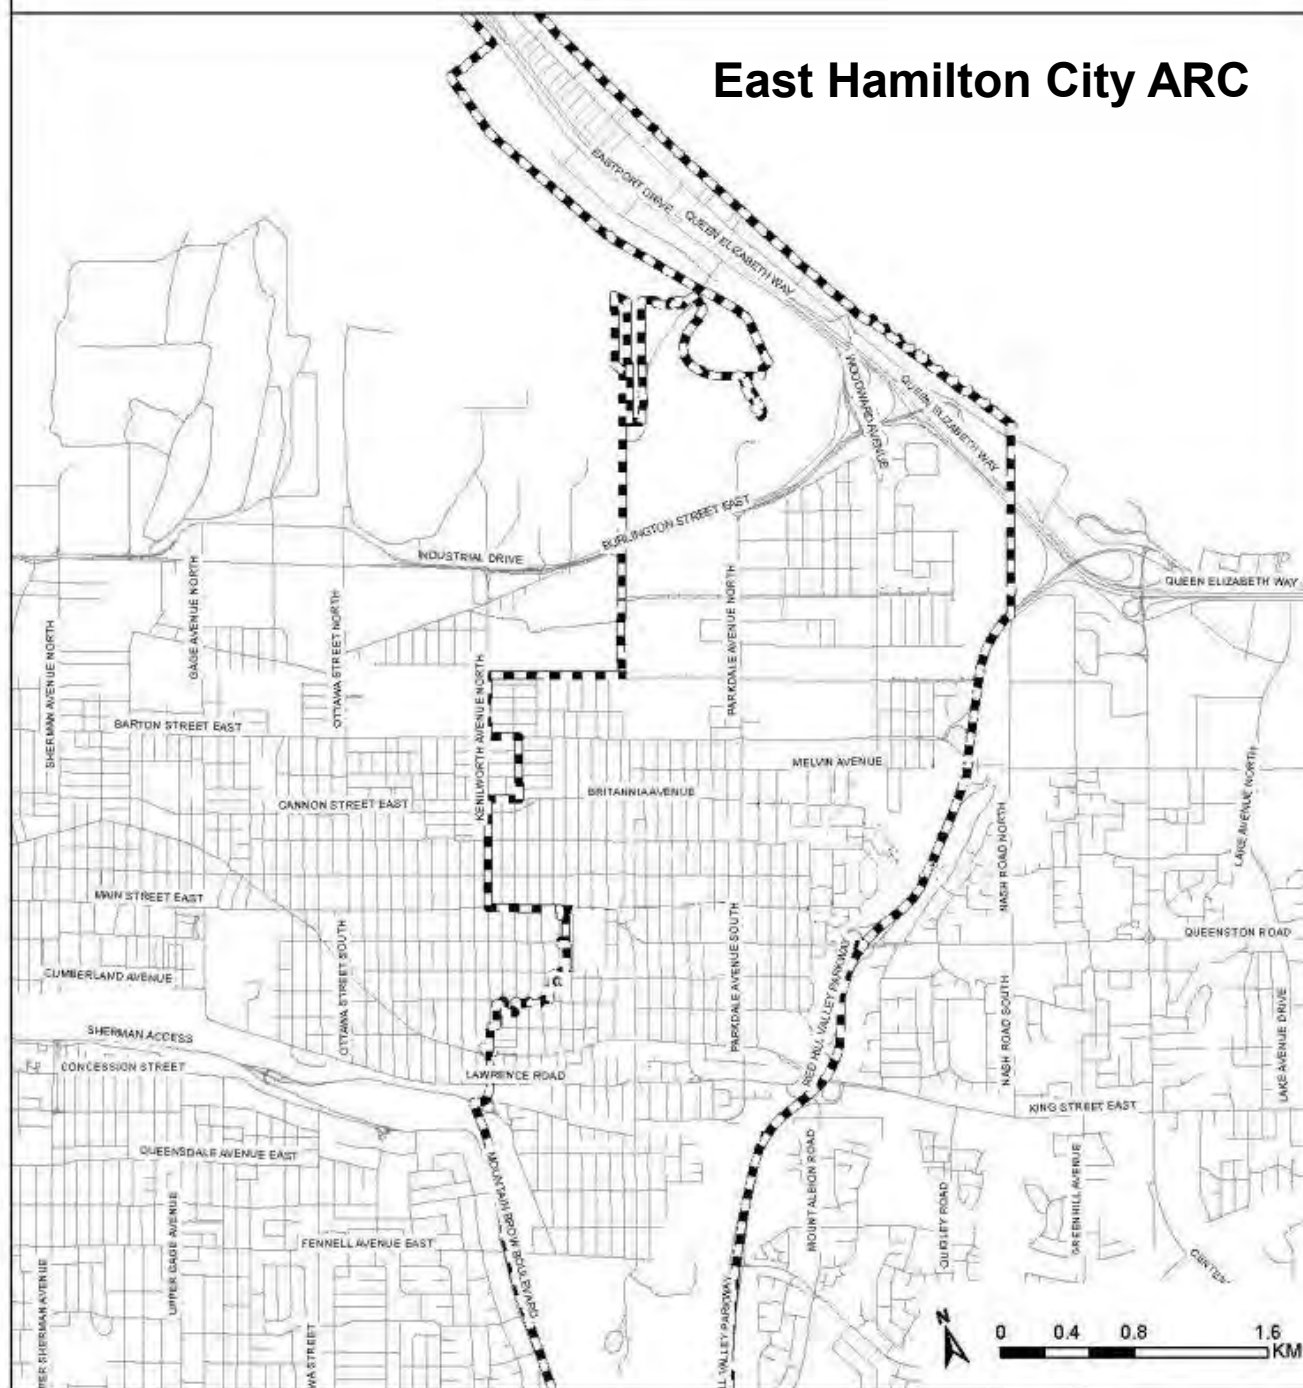 East Hamilton City ARC
EASTPORT DRIVE
QUEEN ELIZABETH WAY
WOODWARD AVENUE
QUEEN ELIZABETH WAY
BURLINGTON STREET EAST
INDUSTRIAL DRIVE
QUEEN ELIZABETH WAY
GAGE AVENUE NORTH
OTTAWA STREET NORTH
PARKDALE AVENUE NORTH
SHERMAN AVENUE NORTH
KENILWORTH AVENUE NORTH
BARTON STREET EAST
MELVIN AVENUE
LAKE AVENUE NORTH
CANNON STREET EAST
BRITANNIA AVENUE
NASH ROAD NORTH
MAIN STREET EAST
OTTAWA STREET SOUTH
PARKDALE AVENUE SOUTH
QUEENSTON ROAD
CUMBERLAND AVENUE
RED HILL VALLEY PARKWAY
NASH ROAD SOUTH
LAKE AVENUE DRIVE
SHERMAN ACCESS
CONCESSION STREET
LAWRENCE ROAD
KING STREET EAST
QUEENSDALE AVENUE EAST
MOUNTAIN BROW BOULEVARD
MOUNT ALBION ROAD
QUIGLEY ROAD
GREENHILL AVENUE
UPPER GAGE AVENUE
FENNELL AVENUE EAST
CENTEN
PER SHERMAN AVENUE
WA STREET
LL VALLEY PARKWAY
N
0 0.4 0.8 1.6
KM